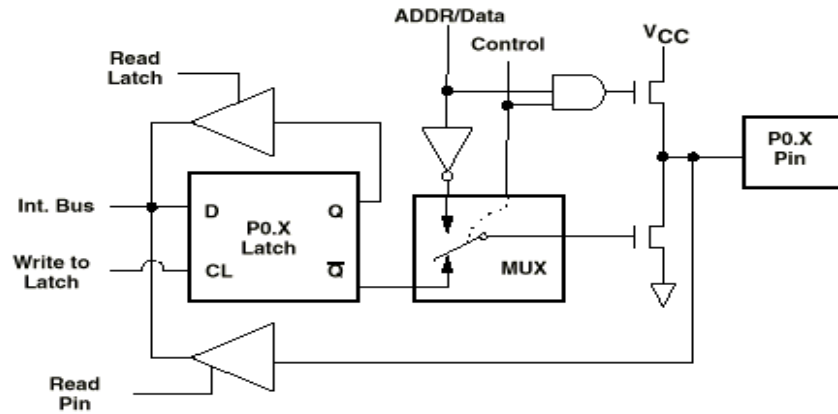 ADDR/Data
Control
VCC
Read
Latch
P0.X
Pin
Int. Bus
D
Q
P0.X
Latch
Write to
Latch
CL
Q̅
MUX
Read
Pin